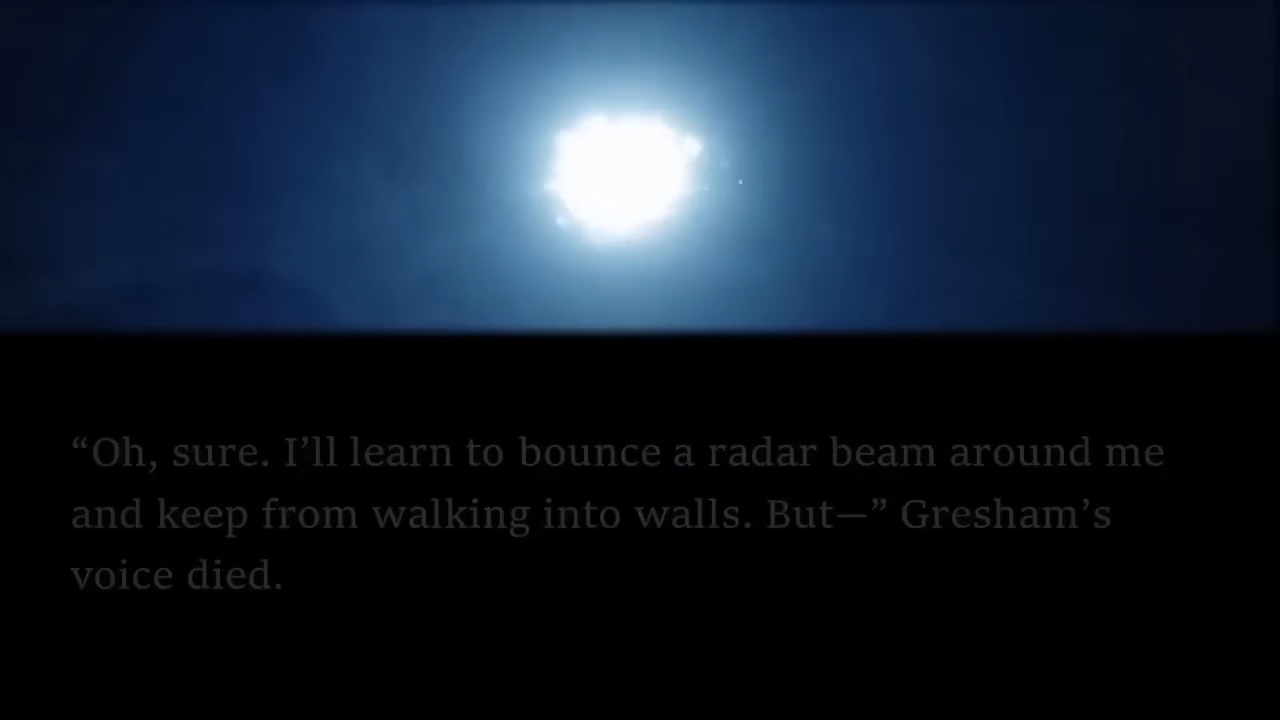 “Oh, sure. I’ll learn to bounce a radar beam around me
and keep from walking into walls. But—” Gresham’s
voice died.